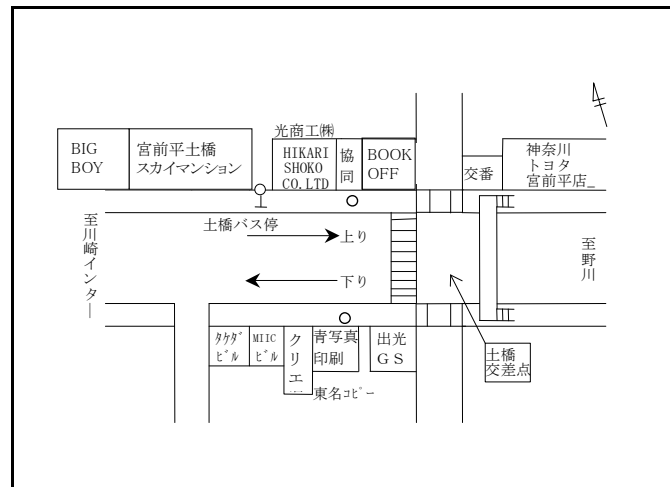 光商工㈱
BIG
BOY
宮前平土橋
スカイマンション
HIKARI
SHOKO
CO.LTD
協同
BOOK
OFF
交番
神奈川
トヨタ
宮前平店_
至川崎インター
土橋バス停
上り
下り
至野川
ﾀｹﾀﾞ
ﾋﾞﾙ
MIIC
ﾋﾞﾙ
クリエ
青写真
印刷
出光
ＧＳ
東名ｺﾋﾟｰ
土橋
交差点